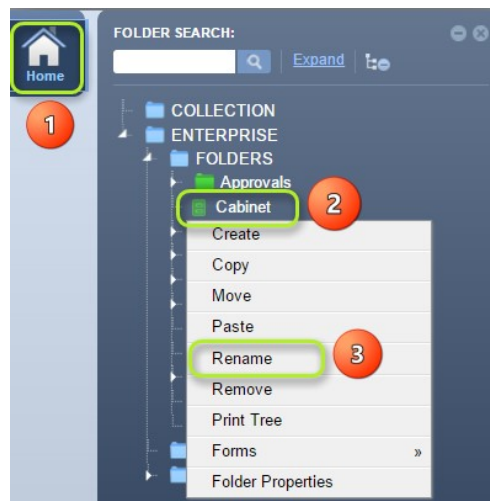 FOLDER SEARCH:
Expand
Home
1
COLLECTION
ENTERPRISE
FOLDERS
Approvals
Cabinet
2
Create
Copy
Move
Paste
Rename
3
Remove
Print Tree
Forms »
Folder Properties